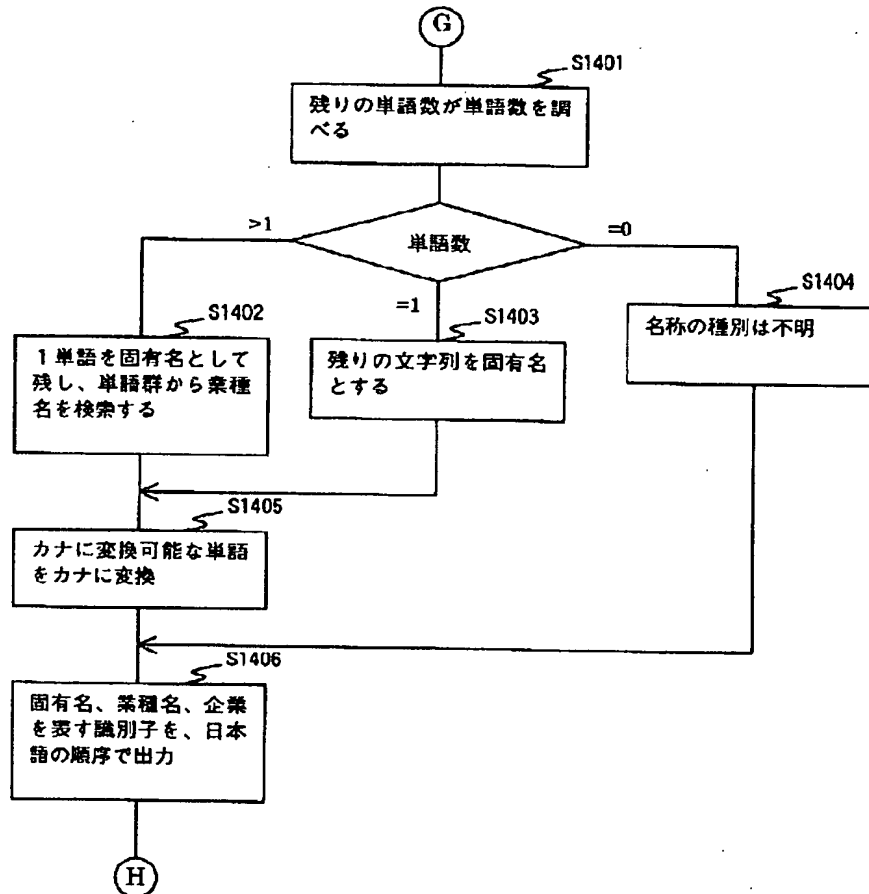 G
S1401
残りの単語数が単語数を調
べる
>1
単語数
=0
=1
S1402
1単語を固有名として
残し、単語群から業種
名を検索する
S1403
残りの文字列を固有名
とする
S1404
名称の種別は不明
S1405
カナに変換可能な単語
をカナに変換
S1406
固有名、業種名、企業
を表す識別子を、日本
語の順序で出力
H